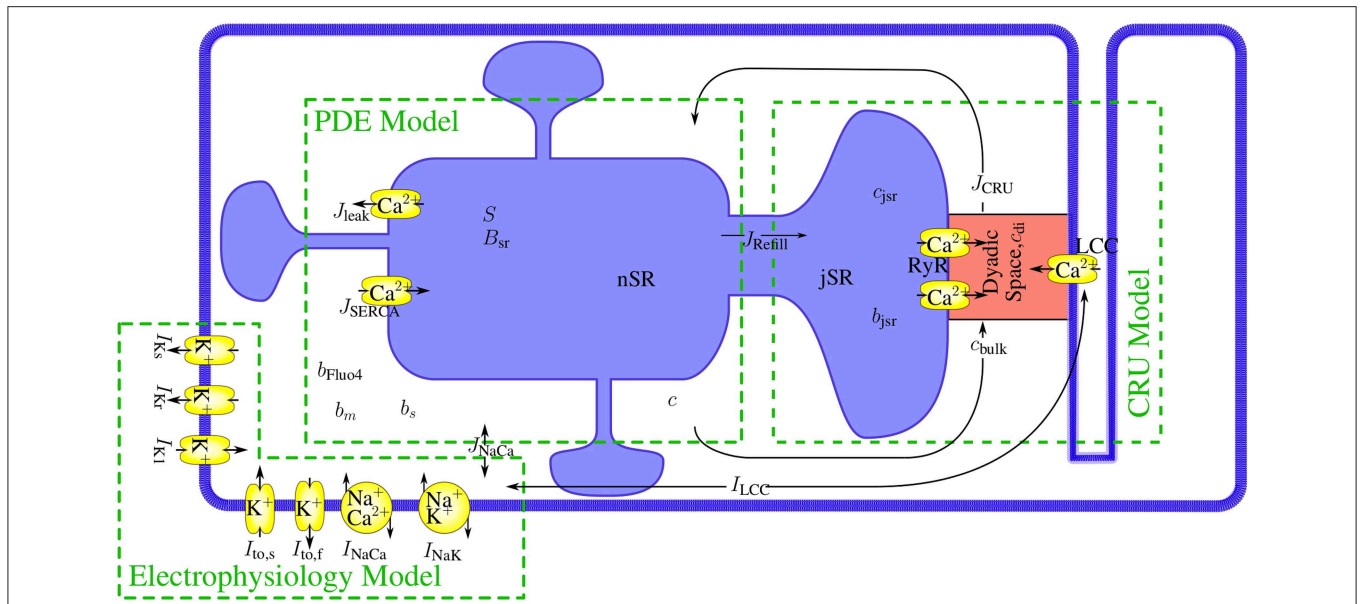 PDE Model
J_CRU
c_jsr
J_leak
Ca²⁺
S
B_sr
J_Refill
Ca²⁺
RyR
Dyadic
Space, c_di
LCC
Ca²⁺
nSR
jSR
Ca²⁺
J_SERCA
Ca²⁺
b_jsr
c_bulk
CRU Model
I_Ks
K⁺
b_Fluo4
I_Kr
K⁺
b_m
b_s
c
I_K1
K⁺
J_NaCa
I_LCC
K⁺
K⁺
Na⁺
Ca²⁺
Na⁺
K⁺
I_to,s
I_to,f
I_NaCa
I_NaK
Electrophysiology Model